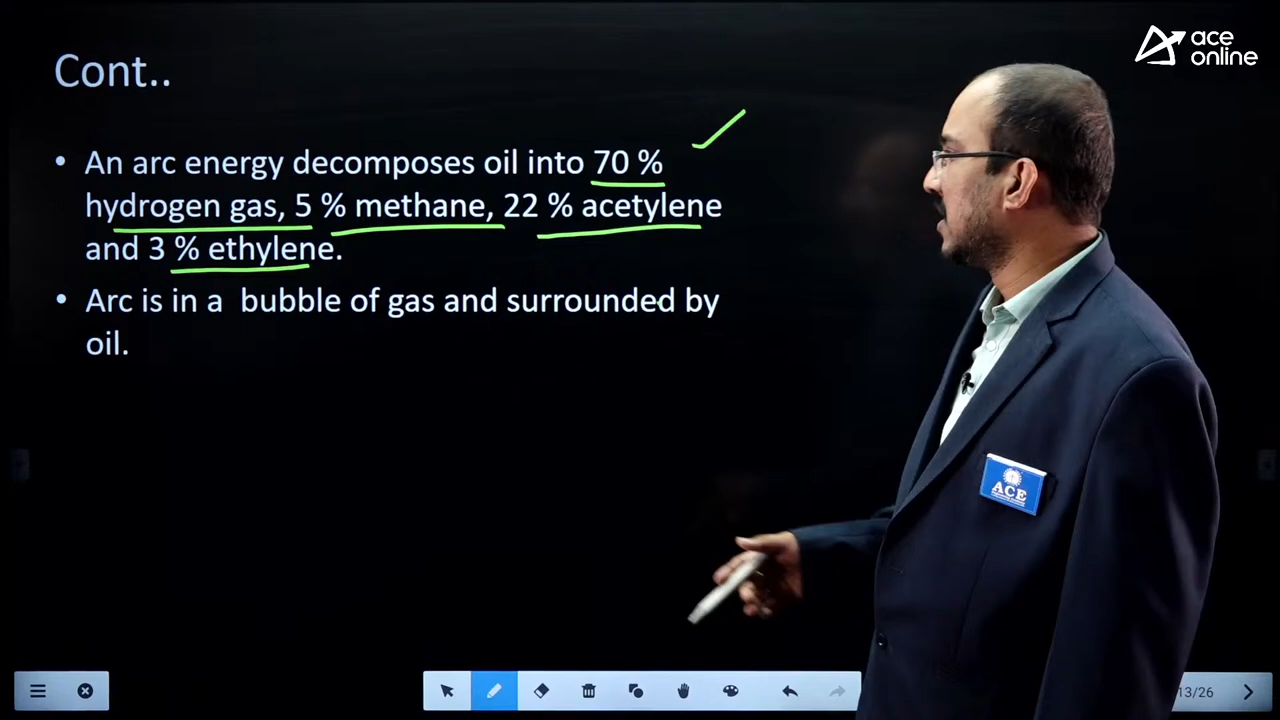 ace
online
Cont..
• An arc energy decomposes oil into 70 %
hydrogen gas, 5 % methane, 22 % acetylene
and 3 % ethylene.
• Arc is in a bubble of gas and surrounded by
oil.
ACE
13/26